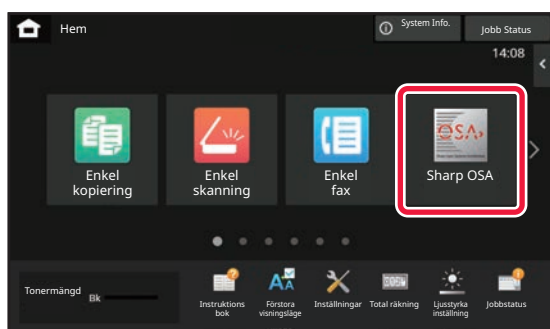 Hem
System Info.
Jobb Status
14:08
OSA
Enkel
kopiering
Enkel
skanning
Enkel
fax
Sharp OSA
Tonermängd
Bk
Instruktions
bok
Förstora
visningsläge
Inställningar
Total räkning
Ljusstyrka
inställning
Jobbstatus